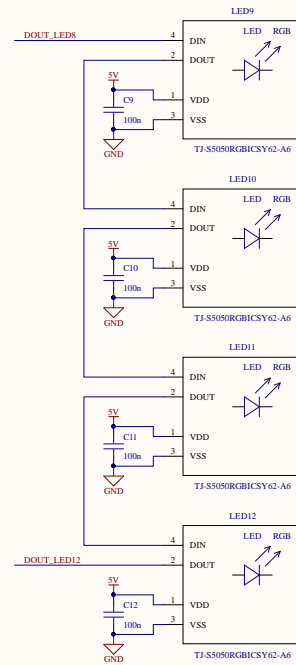 LED9
DOUT_LED8
4
DIN
LED RGB
2
DOUT
5V
1
VDD
C9
3
VSS
100n
GND
TJ-S5050RGBICSY62-A6
LED10
4
DIN
LED RGB
2
DOUT
5V
1
VDD
C10
3
VSS
100n
GND
TJ-S5050RGBICSY62-A6
LED11
4
DIN
LED RGB
2
DOUT
5V
1
VDD
C11
3
VSS
100n
GND
TJ-S5050RGBICSY62-A6
LED12
4
DIN
LED RGB
DOUT_LED12
2
DOUT
5V
1
VDD
C12
3
VSS
100n
GND
TJ-S5050RGBICSY62-A6